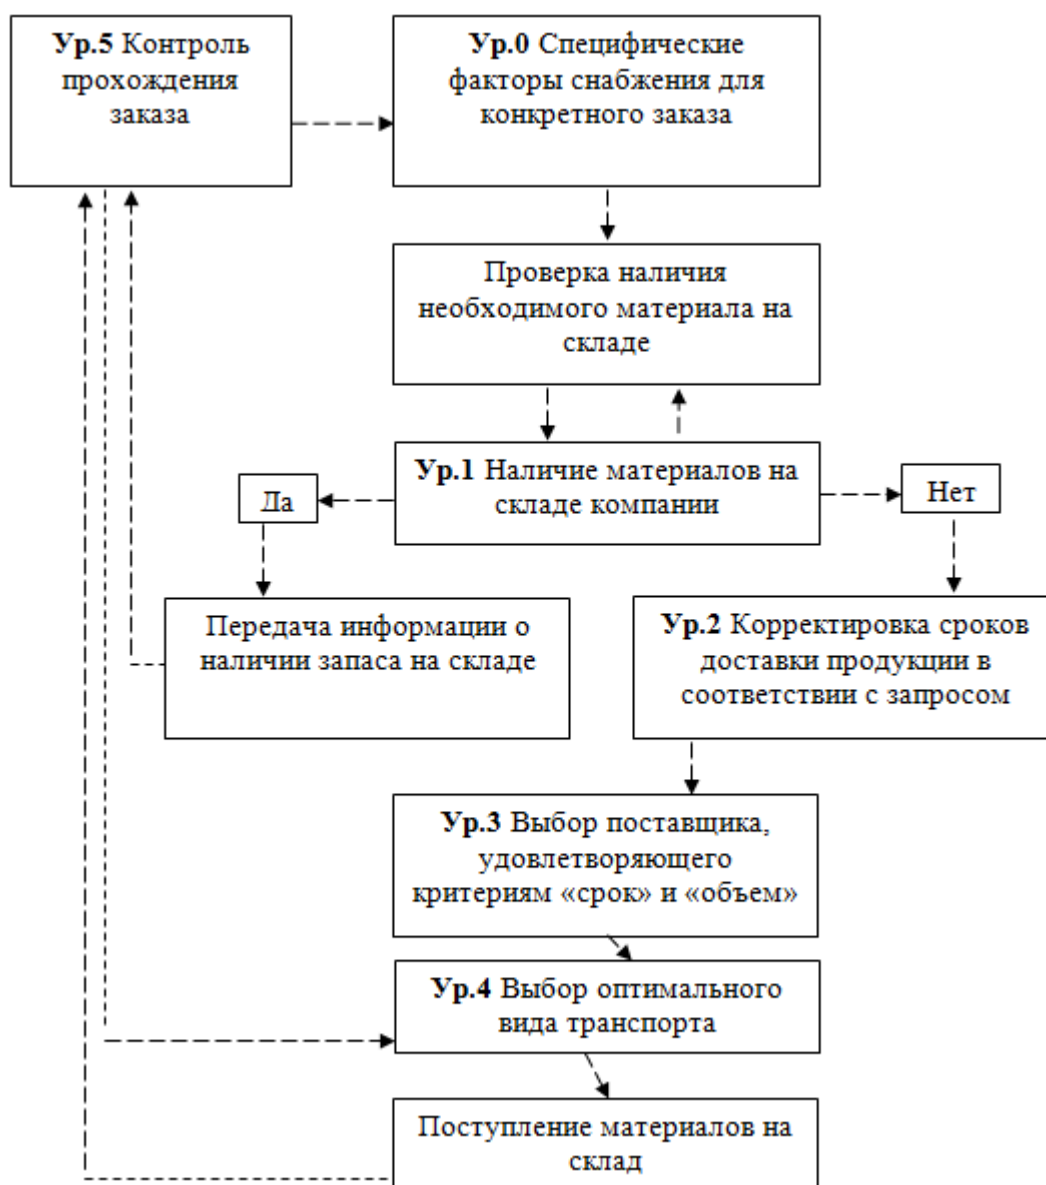 Ур.5 Контроль
прохождения
заказа
Ур.0 Специфические
факторы снабжения для
конкретного заказа
Проверка наличия
необходимого материала на
складе
Ур.1 Наличие материалов на
складе компании
Да
Нет
Передача информации о
наличии запаса на складе
Ур.2 Корректировка сроков
доставки продукции в
соответствии с запросом
Ур.3 Выбор поставщика,
удовлетворяющего
критериям «срок» и «объем»
Ур.4 Выбор оптимального
вида транспорта
Поступление материалов на
склад